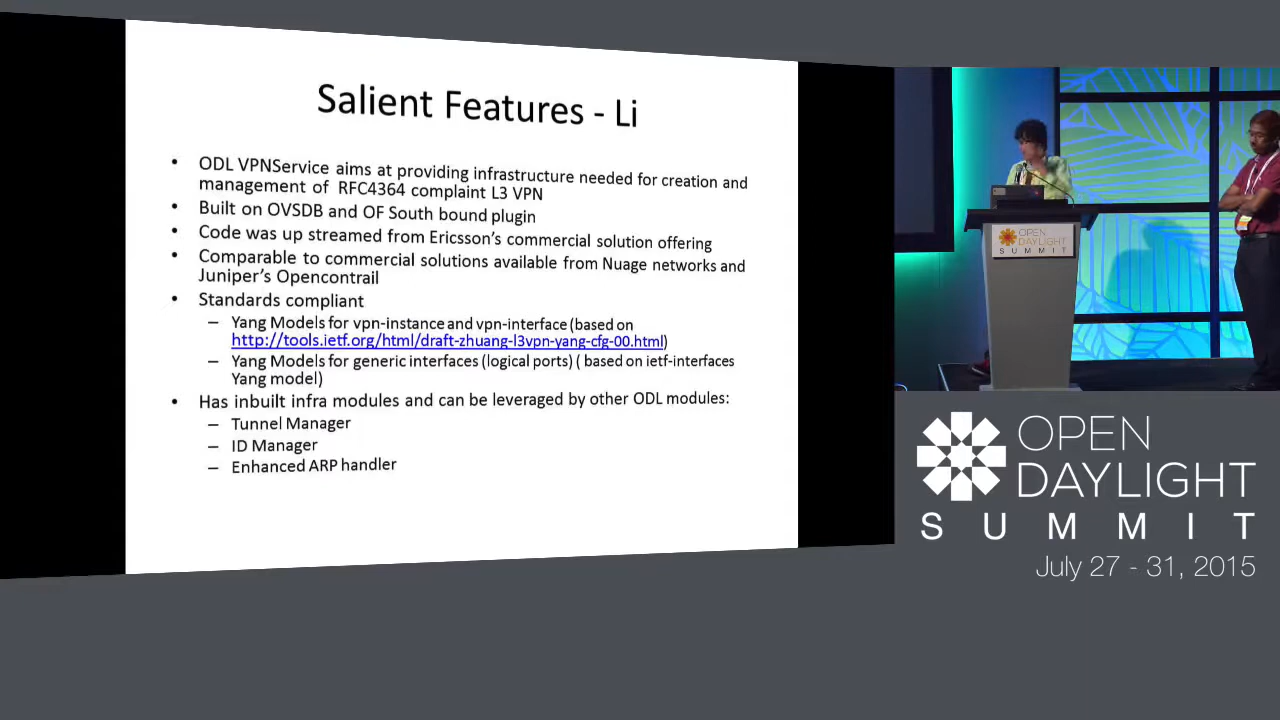 Salient Features - Li
• ODL VPNService aims at providing infrastructure needed for creation and
management of RFC4364 complaint L3 VPN
• Built on OVSDB and OF South bound plugin
• Code was up streamed from Ericsson's commercial solution offering
• Comparable to commercial solutions available from Nuage networks and
Juniper's Opencontrail
• Standards compliant
– Yang Models for vpn-instance and vpn-interface (based on
http://tools.ietf.org/html/draft-zhuang-l3vpn-yang-cfg-00.html)
– Yang Models for generic interfaces (logical ports) ( based on ietf-interfaces
Yang model)
• Has inbuilt infra modules and can be leveraged by other ODL modules:
– Tunnel Manager
– ID Manager
– Enhanced ARP handler
OPEN
DAYLIGHT
SUMMIT
OPEN
DAYLIGHT
SUMMIT
July 27 - 31, 2015